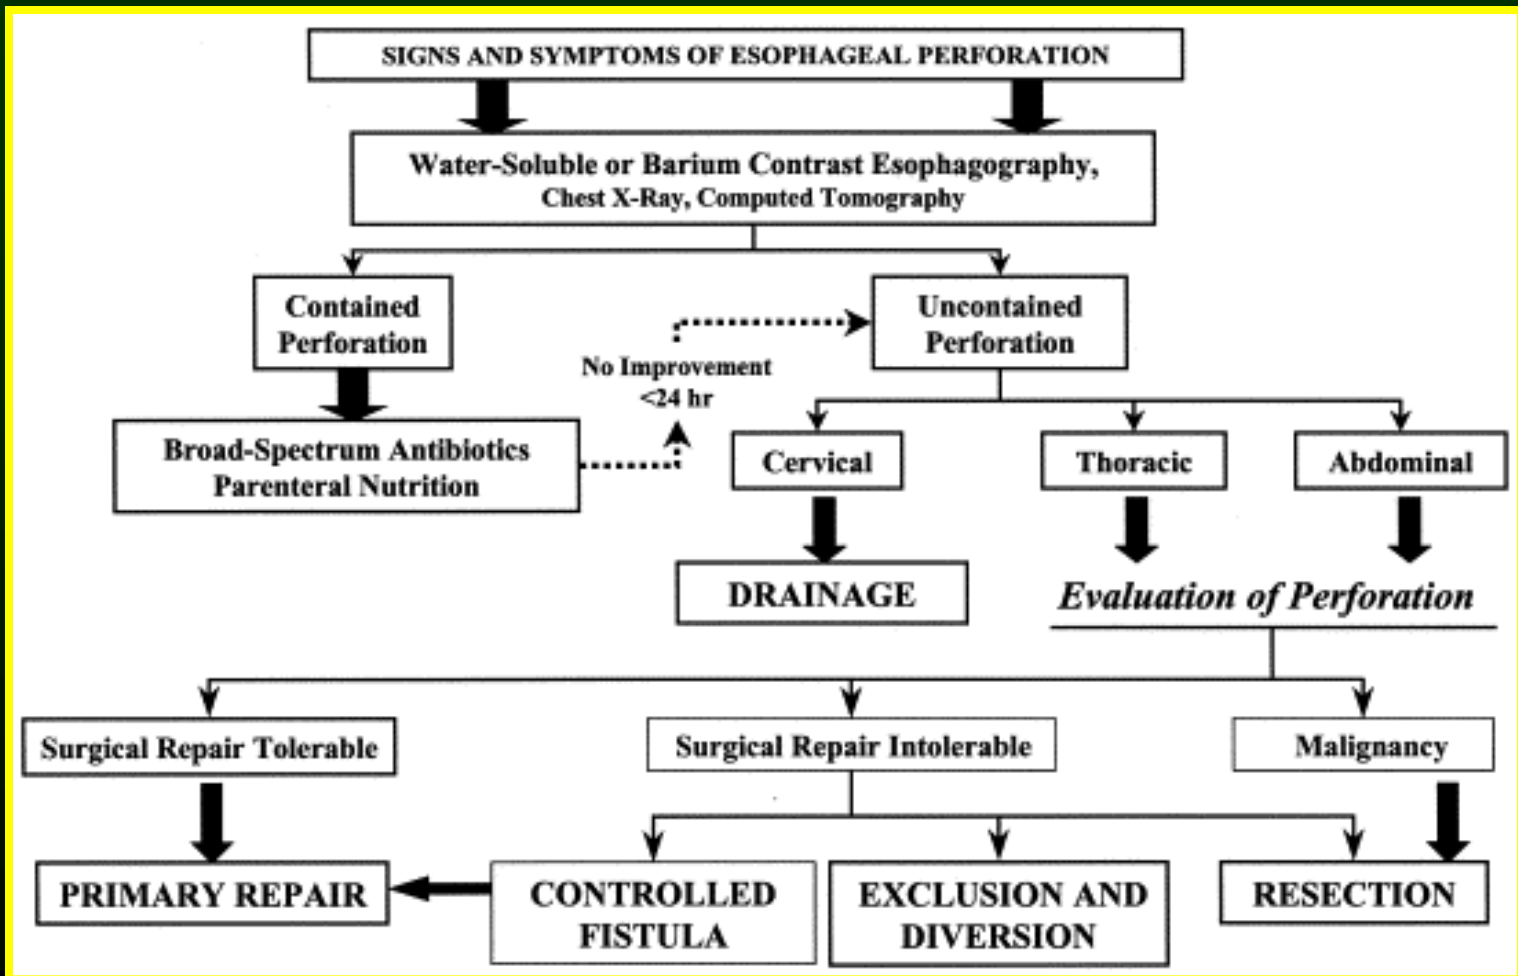 SIGNS AND SYMPTOMS OF ESOPHAGEAL PERFORATION
Water-Soluble or Barium Contrast Esophagography,
Chest X-Ray, Computed Tomography
Contained
Perforation
Uncontained
Perforation
No Improvement
<24 hr
Broad-Spectrum Antibiotics
Parenteral Nutrition
Cervical
Thoracic
Abdominal
DRAINAGE
Evaluation of Perforation
Surgical Repair Tolerable
Surgical Repair Intolerable
Malignancy
PRIMARY REPAIR
CONTROLLED
FISTULA
EXCLUSION AND
DIVERSION
RESECTION